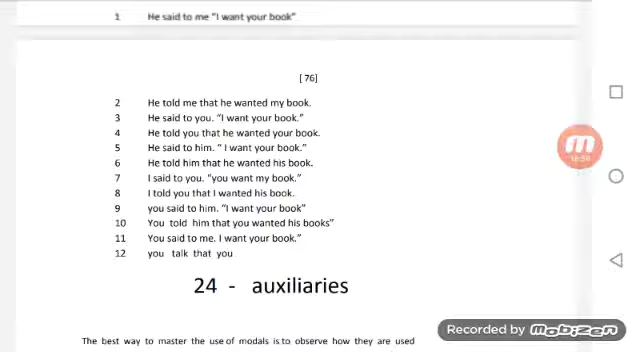 1 He said to me "I want your book"
[ 76]
2 He told me that he wanted my book.
3 He said to you. "I want your book."
4 He told you that he wanted your book.
5 He said to him. " I want your book."
6 He told him that he wanted his book.
7 I said to you. "you want my book."
8 I told you that I wanted his book.
9 you said to him. "I want your book"
10 You told him that you wanted his books"
11 You said to me. I want your book."
12 you talk that you
24 - auxiliaries
Recorded by Mobizen
The best way to master the use of modals is to observe how they are used